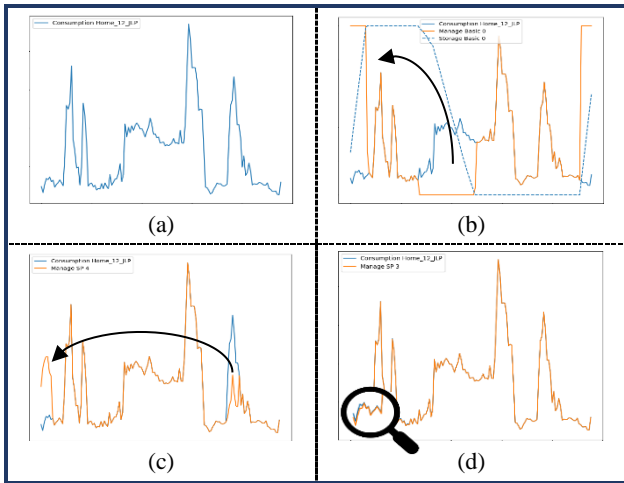 Consumption Home_12_JLP
(a)
Consumption Home_12_JLP
Manage Basic 0
Storage Basic 0
(b)
Consumption Home_12_JLP
Manage SP 4
(c)
Consumption Home_12_JLP
Manage SP 3
(d)